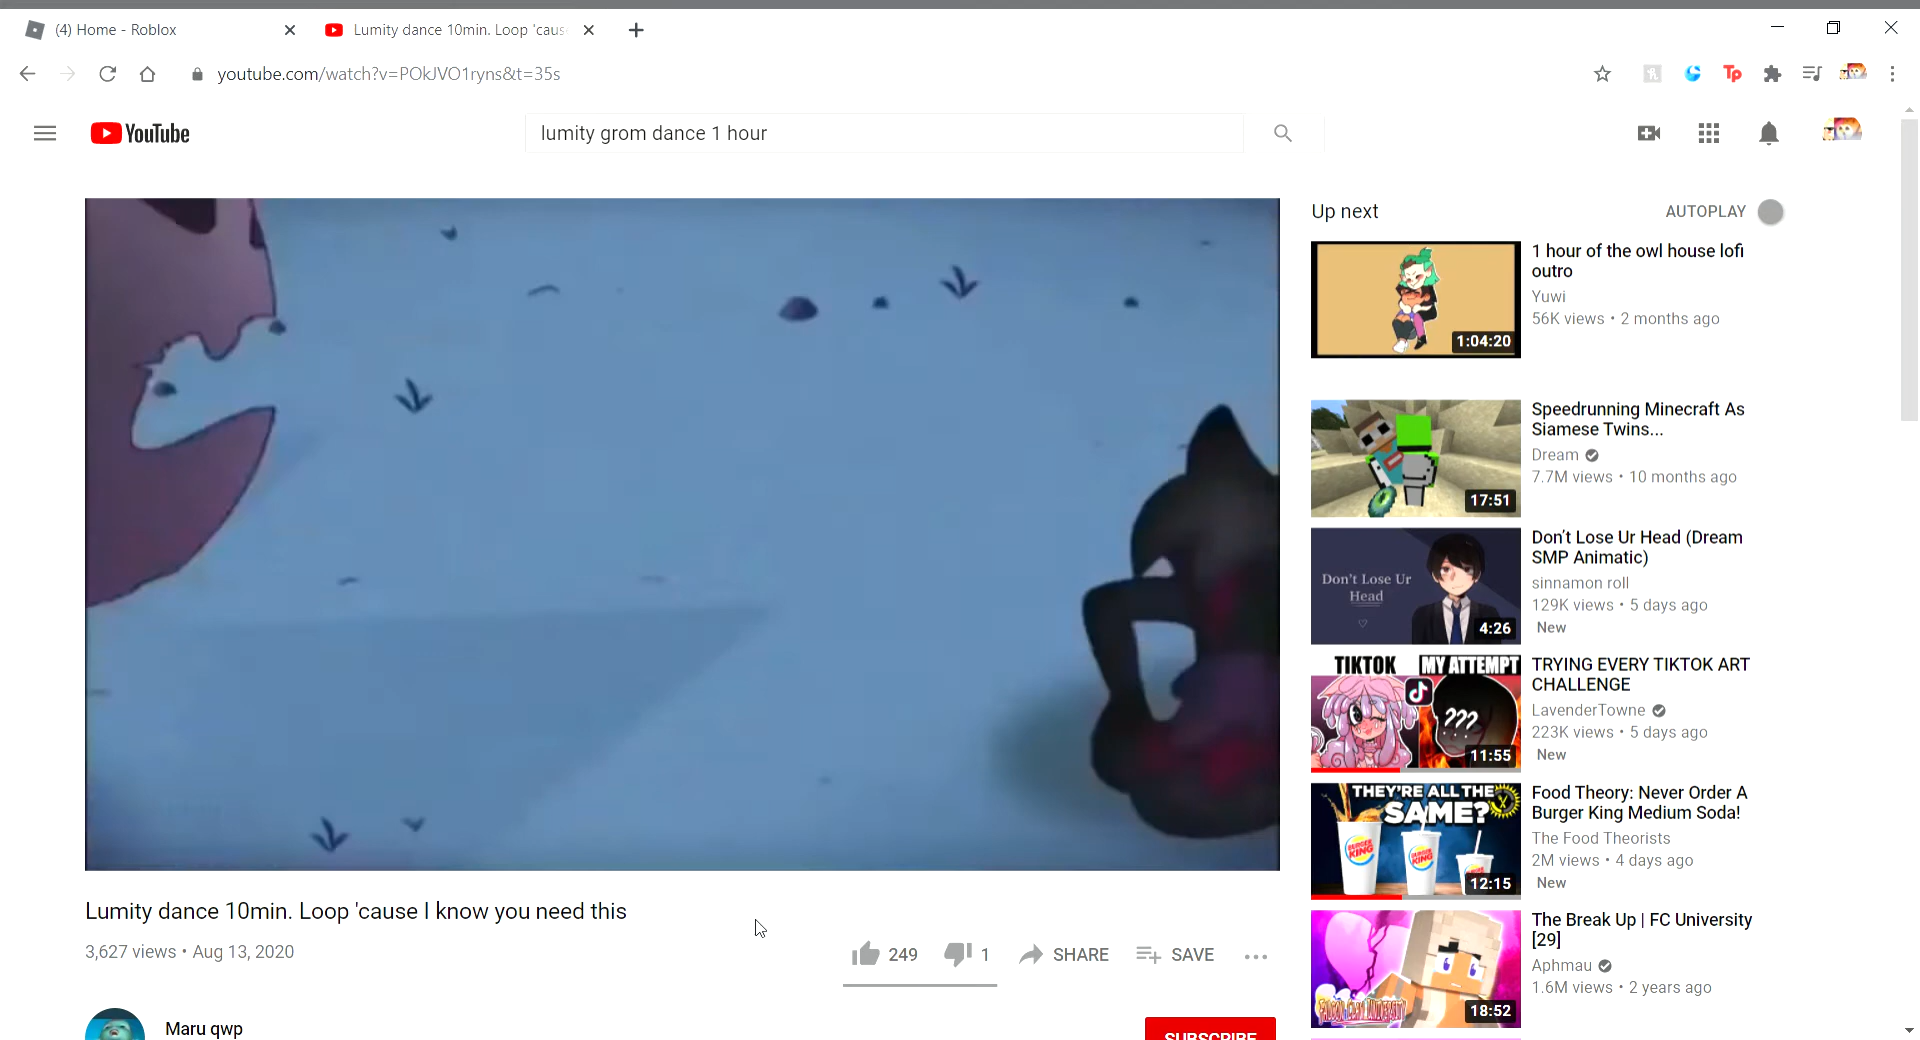 (4) Home - Roblox
Lumity dance 10min. Loop 'caus
youtube.com/watch?v=POkJVO1ryns&t=35s
Tp
YouTube
lumity grom dance 1 hour
Up next
AUTOPLAY
1:04:20
1 hour of the owl house lofi
outro
Yuwi
56K views • 2 months ago
17:51
Speedrunning Minecraft As
Siamese Twins...
Dream
7.7M views • 10 months ago
Don't Lose Ur
Head
4:26
Don't Lose Ur Head (Dream
SMP Animatic)
sinnamon roll
129K views • 5 days ago
New
TIKTOK MY ATTEMPT
???
11:55
TRYING EVERY TIKTOK ART
CHALLENGE
LavenderTowne
223K views • 5 days ago
New
THEY'RE ALL THE
SAME?
BURGER KING
BURGER KING
12:15
Food Theory: Never Order A
Burger King Medium Soda!
The Food Theorists
2M views • 4 days ago
New
18:52
The Break Up | FC University
[29]
Aphmau
1.6M views • 2 years ago
Lumity dance 10min. Loop 'cause I know you need this
3,627 views • Aug 13, 2020
249
1
SHARE
SAVE
Maru qwp
SUBSCRIBE